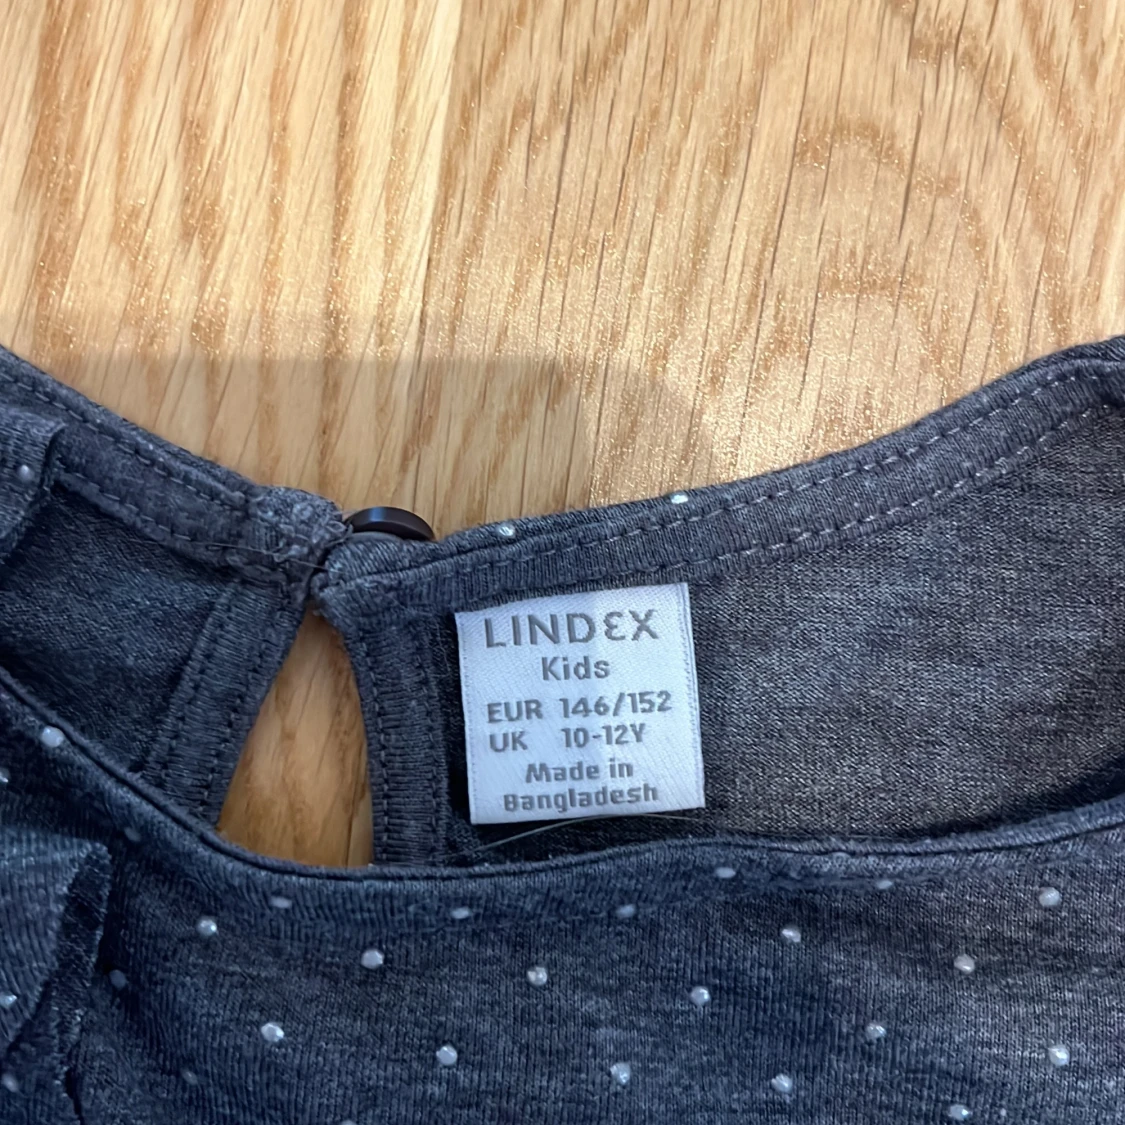 LINDEX
Kids
EUR 146/152
UK 10-12Y
Made in
Bangladesh